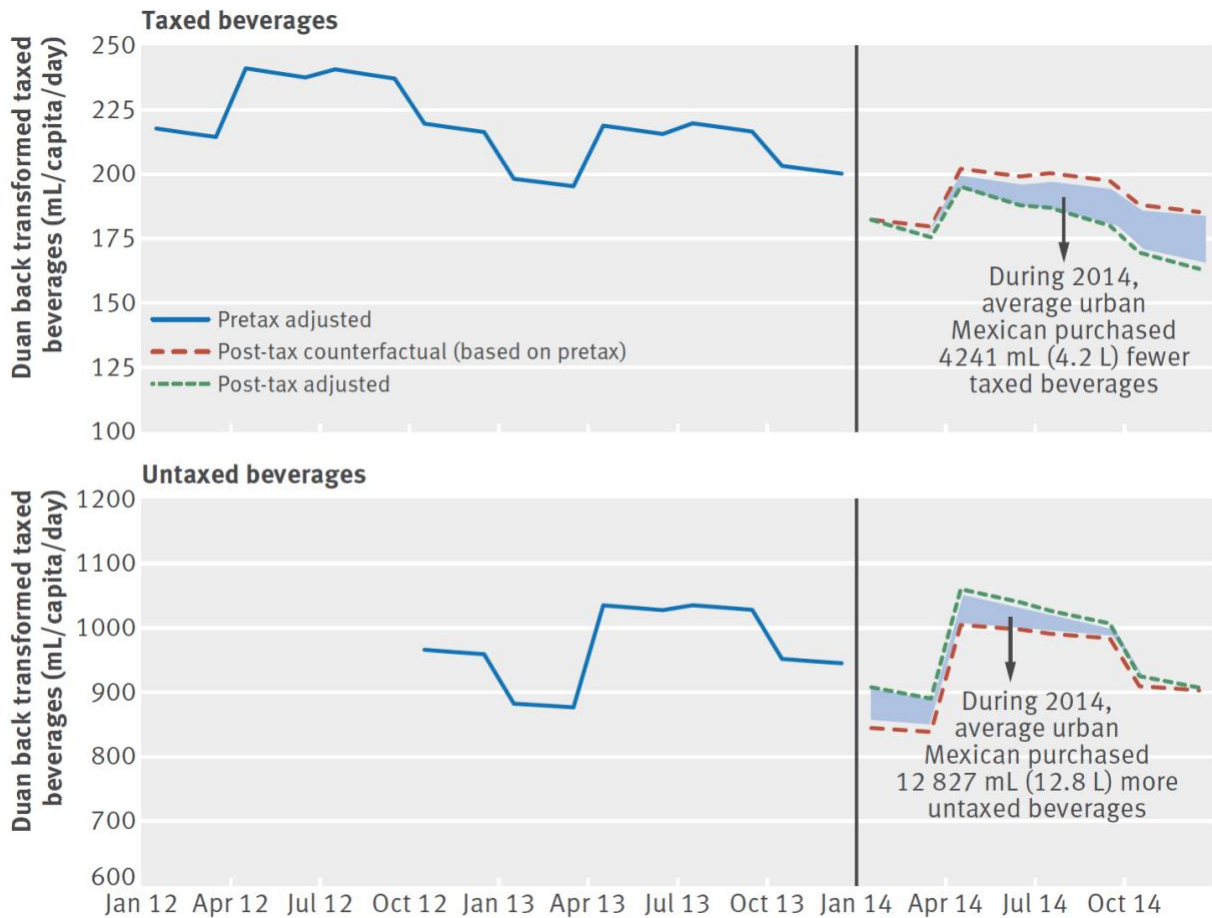 Taxed beverages
Duan back transformed taxed
beverages (mL/capita/day)
250
225
200
175
150
125
100
Pretax adjusted
Post-tax counterfactual (based on pretax)
Post-tax adjusted
During 2014,
average urban
Mexican purchased
4241 mL (4.2 L) fewer
taxed beverages
Untaxed beverages
Duan back transformed taxed
beverages (mL/capita/day)
1200
1100
1000
900
800
700
600
During 2014,
average urban
Mexican purchased
12 827 mL (12.8 L) more
untaxed beverages
Jan 12 Apr 12 Jul 12 Oct 12 Jan 13 Apr 13 Jul 13 Oct 13 Jan 14 Apr 14 Jul 14 Oct 14